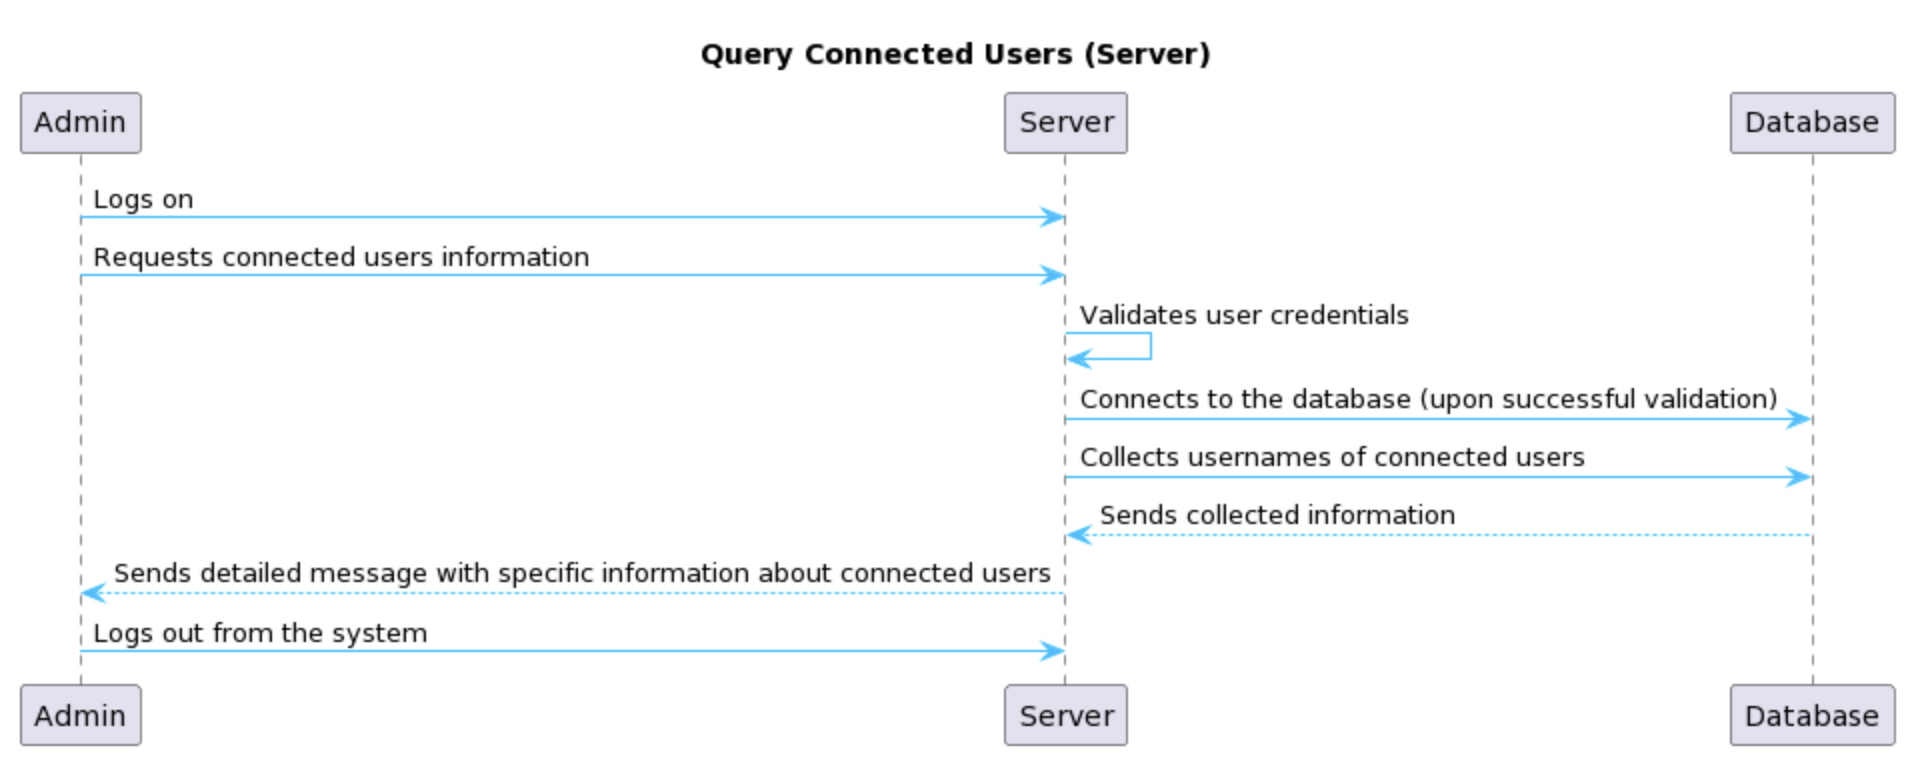 Query Connected Users (Server)
Admin
Server
Database
Logs on
Requests connected users information
Validates user credentials
Connects to the database (upon successful validation)
Collects usernames of connected users
Sends collected information
Sends detailed message with specific information about connected users
Logs out from the system
Admin
Server
Database